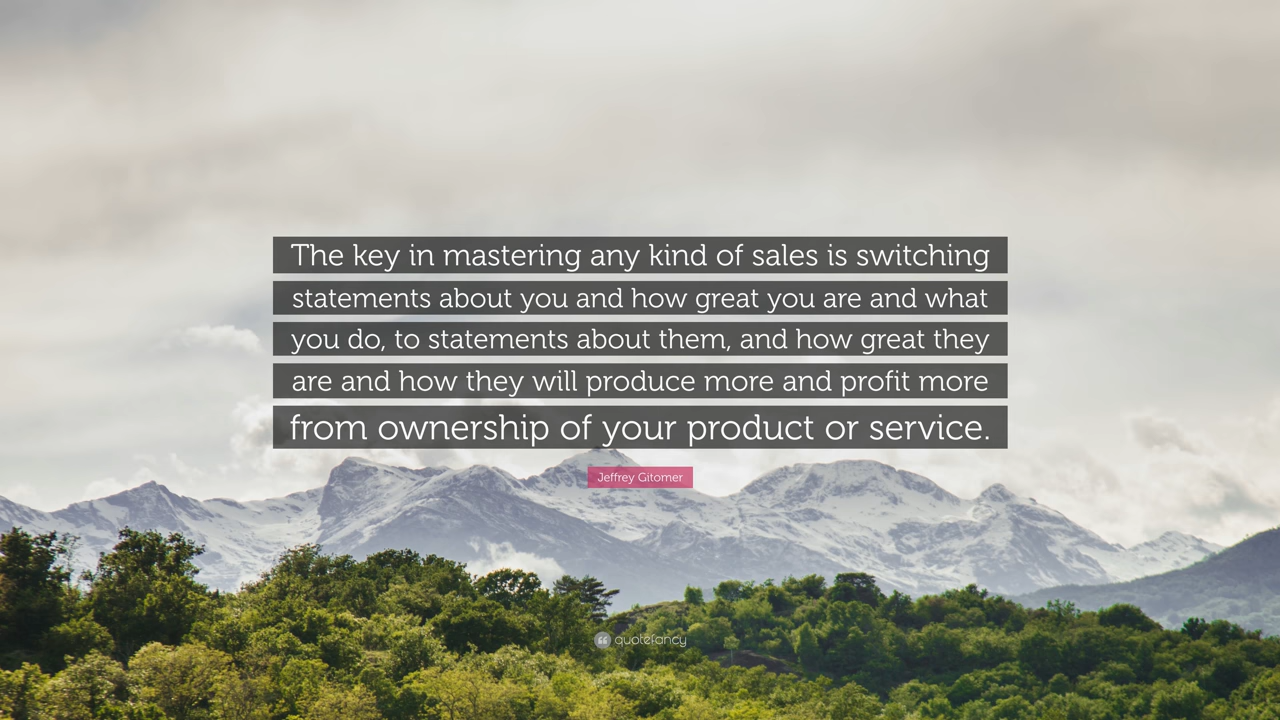 The key in mastering any kind of sales is switching
statements about you and how great you are and what
you do, to statements about them, and how great they
are and how they will produce more and profit more
from ownership of your product or service.
Jeffrey Gitomer
quotefancy